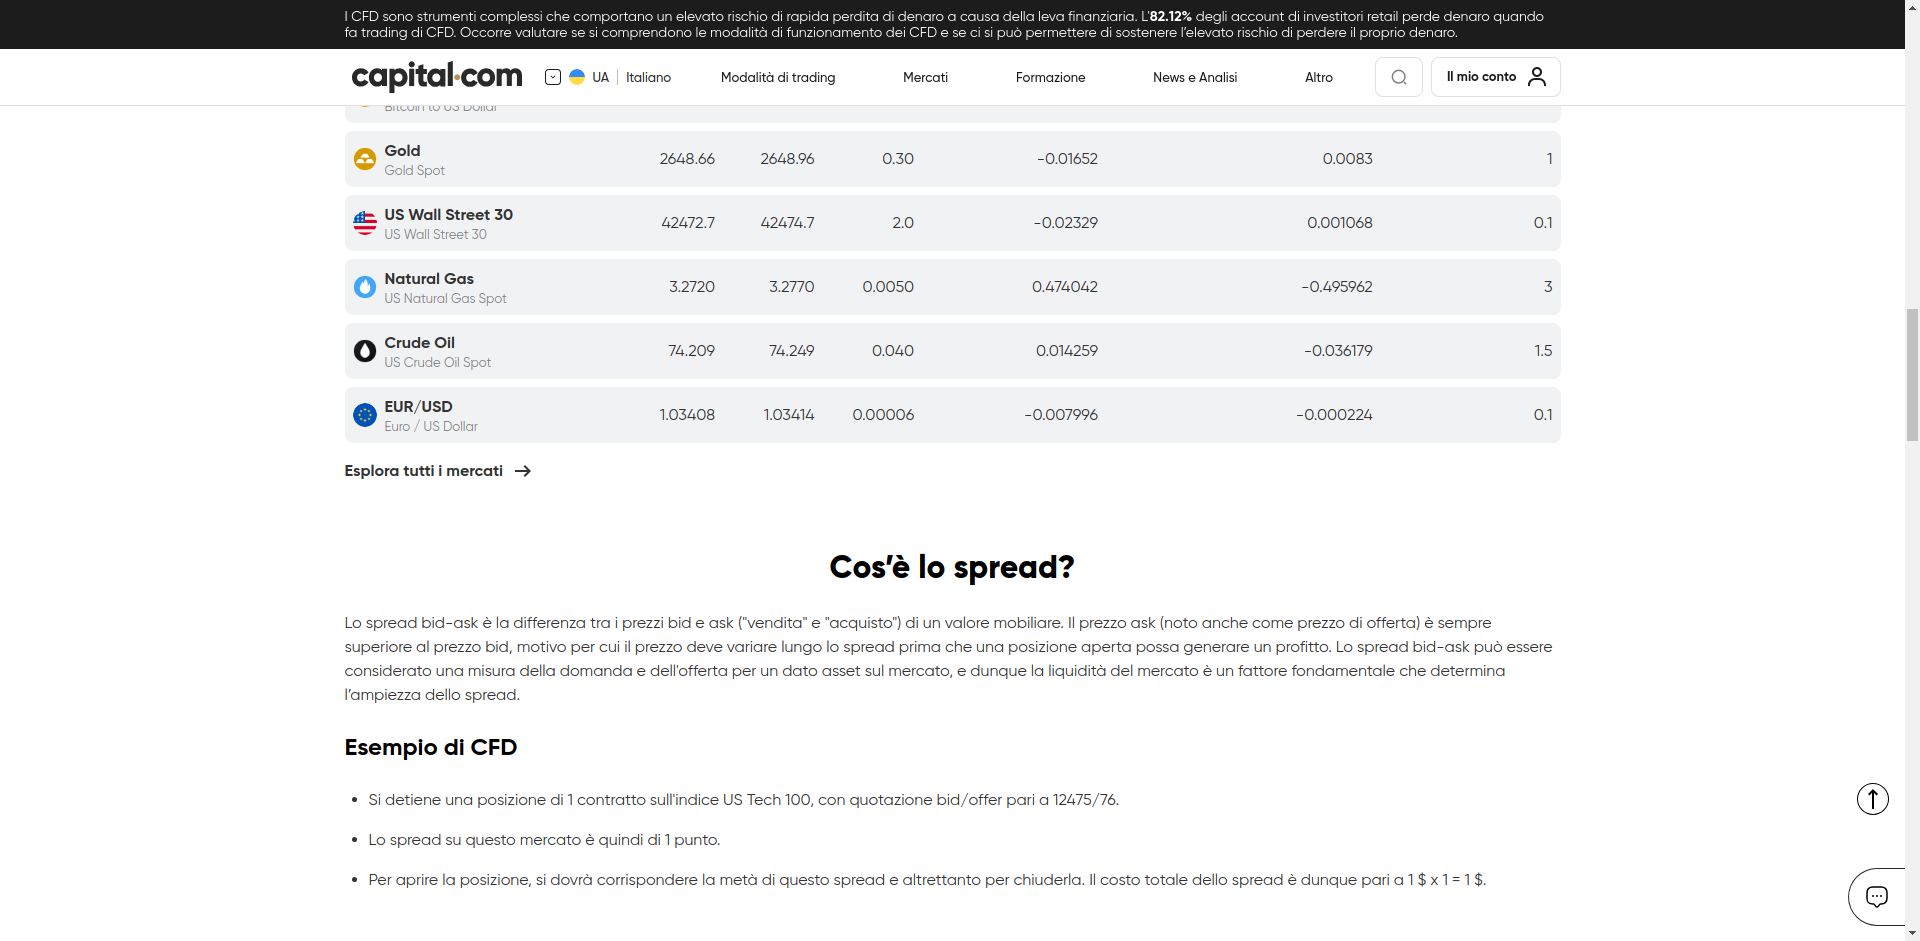 I CFD sono strumenti complessi che comportano un elevato rischio di rapida perdita di denaro a causa della leva finanziaria. L'82.12% degli account di investitori retail perde denaro quando
fa trading di CFD. Occorre valutare se si comprendono le modalità di funzionamento dei CFD e se ci si può permettere di sostenere l'elevato rischio di perdere il proprio denaro.
capital.com UA Italiano Modalità di trading Mercati Formazione News e Analisi Altro Il mio conto
Bitcoin to US Dollar
Gold
Gold Spot
2648.66 2648.96 0.30 -0.01652 0.0083 1
US Wall Street 30
US Wall Street 30
42472.7 42474.7 2.0 -0.02329 0.001068 0.1
Natural Gas
US Natural Gas Spot
3.2720 3.2770 0.0050 0.474042 -0.495962 3
Crude Oil
US Crude Oil Spot
74.209 74.249 0.040 0.014259 -0.036179 1.5
EUR/USD
Euro / US Dollar
1.03408 1.03414 0.00006 -0.007996 -0.000224 0.1
Esplora tutti i mercati
Cos'è lo spread?
Lo spread bid-ask è la differenza tra i prezzi bid e ask ("vendita" e "acquisto") di un valore mobiliare. Il prezzo ask (noto anche come prezzo di offerta) è sempre
superiore al prezzo bid, motivo per cui il prezzo deve variare lungo lo spread prima che una posizione aperta possa generare un profitto. Lo spread bid-ask può essere
considerato una misura della domanda e dell'offerta per un dato asset sul mercato, e dunque la liquidità del mercato è un fattore fondamentale che determina
l'ampiezza dello spread.
Esempio di CFD
• Si detiene una posizione di 1 contratto sull'indice US Tech 100, con quotazione bid/offer pari a 12475/76.
• Lo spread su questo mercato è quindi di 1 punto.
• Per aprire la posizione, si dovrà corrispondere la metà di questo spread e altrettanto per chiuderla. Il costo totale dello spread è dunque pari a 1 $ x 1 = 1 $.